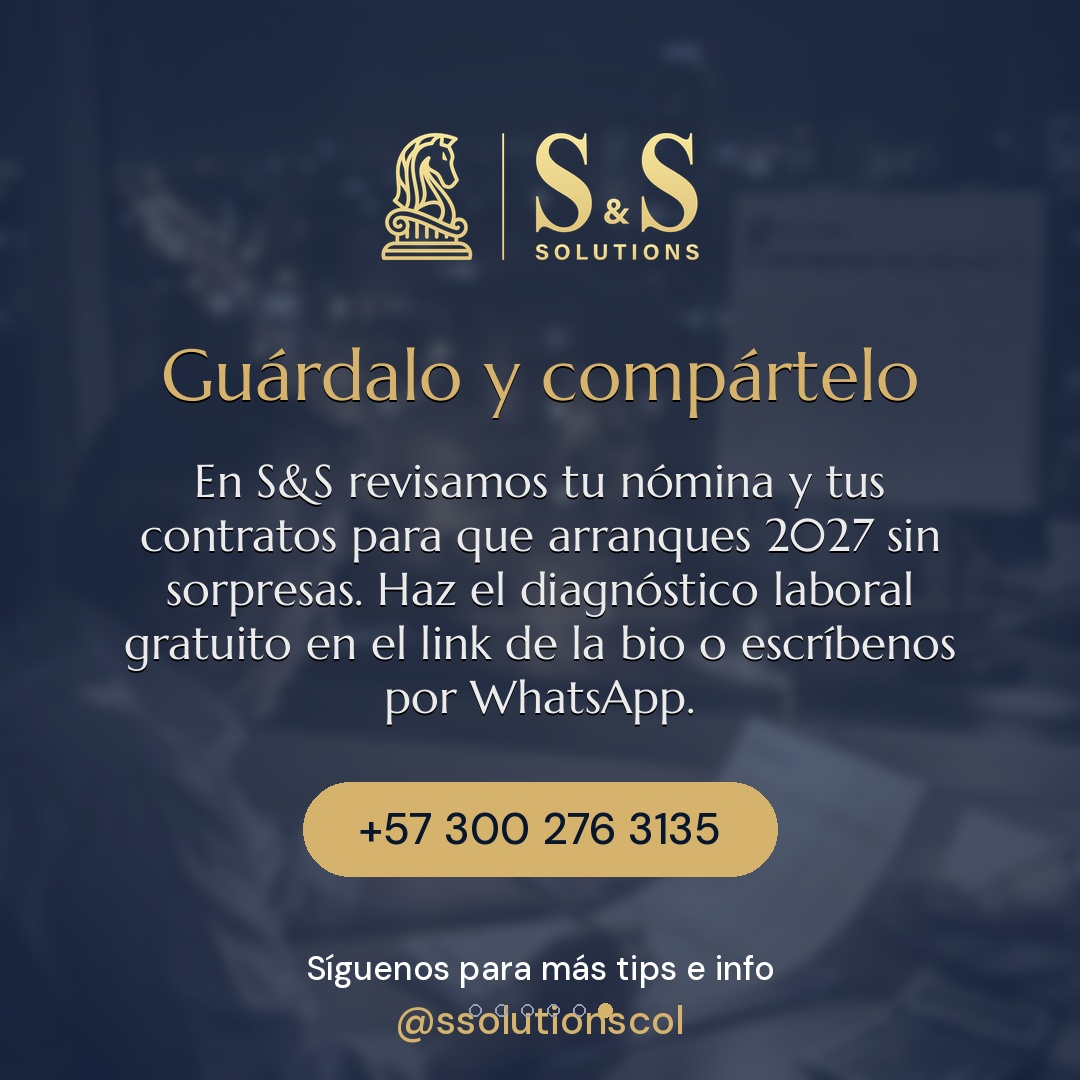 S&S
SOLUTIONS
Guárdalo y compártelo
En S&S revisamos tu nómina y tus
contratos para que arranques 2027 sin
sorpresas. Haz el diagnóstico laboral
gratuito en el link de la bio o escríbenos
por WhatsApp.
+57 300 276 3135
Síguenos para más tips e info
@ssolutionscol